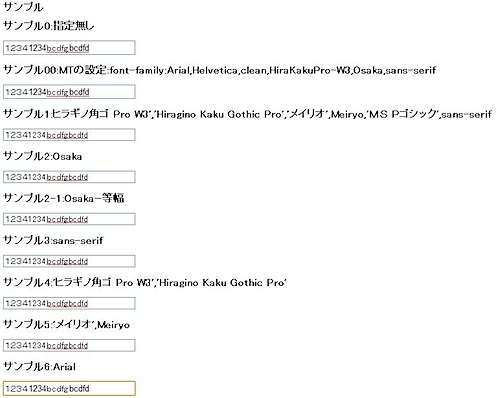 サンプル
サンプル0:指定無し
12341234bcdfgbcdfd
サンプル00:MTの設定:font-family:Arial,Helvetica,clean,HiraKakuPro-W3,Osaka,sans-serif
12341234bcdfgbcdfd
サンプル1:ヒラギノ角ゴ Pro W3','Hiragino Kaku Gothic Pro','メイリオ',Meiryo,'MS Pゴシック',sans-serif
12341234bcdfgbcdfd
サンプル2:Osaka
12341234bcdfgbcdfd
サンプル2-1:Osaka-等幅
12341234bcdfgbcdfd
サンプル3:sans-serif
12341234bcdfgbcdfd
サンプル4:ヒラギノ角ゴ Pro W3','Hiragino Kaku Gothic Pro'
12341234bcdfgbcdfd
サンプル5:'メイリオ',Meiryo
12341234bcdfgbcdfd
サンプル6:Arial
12341234bcdfgbcdfd